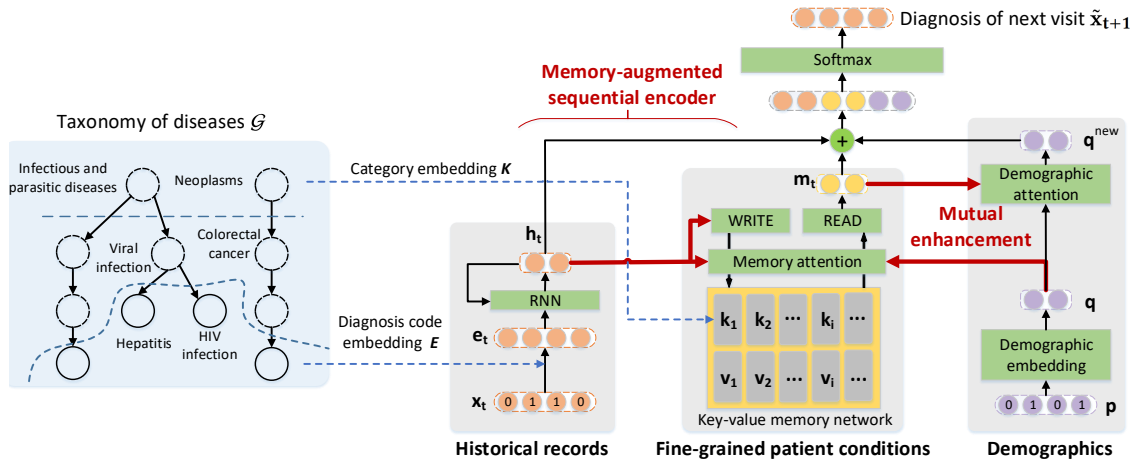 Diagnosis of next visit x̃t+1
Softmax
Memory-augmented
sequential encoder
Taxonomy of diseases 𝒢
Infectious and
parasitic diseases
Neoplasms
Viral
infection
Colorectal
cancer
Hepatitis
HIV
infection
Category embedding K
Diagnosis code
embedding E
ht
RNN
et
xt
0 1 1 0
Historical records
+
mt
WRITE
READ
Memory attention
k1 k2 ··· ki ···
v1 v2 ··· vi ···
Key-value memory network
Fine-grained patient conditions
qnew
Demographic
attention
Mutual
enhancement
q
Demographic
embedding
0 1 0 1
p
Demographics